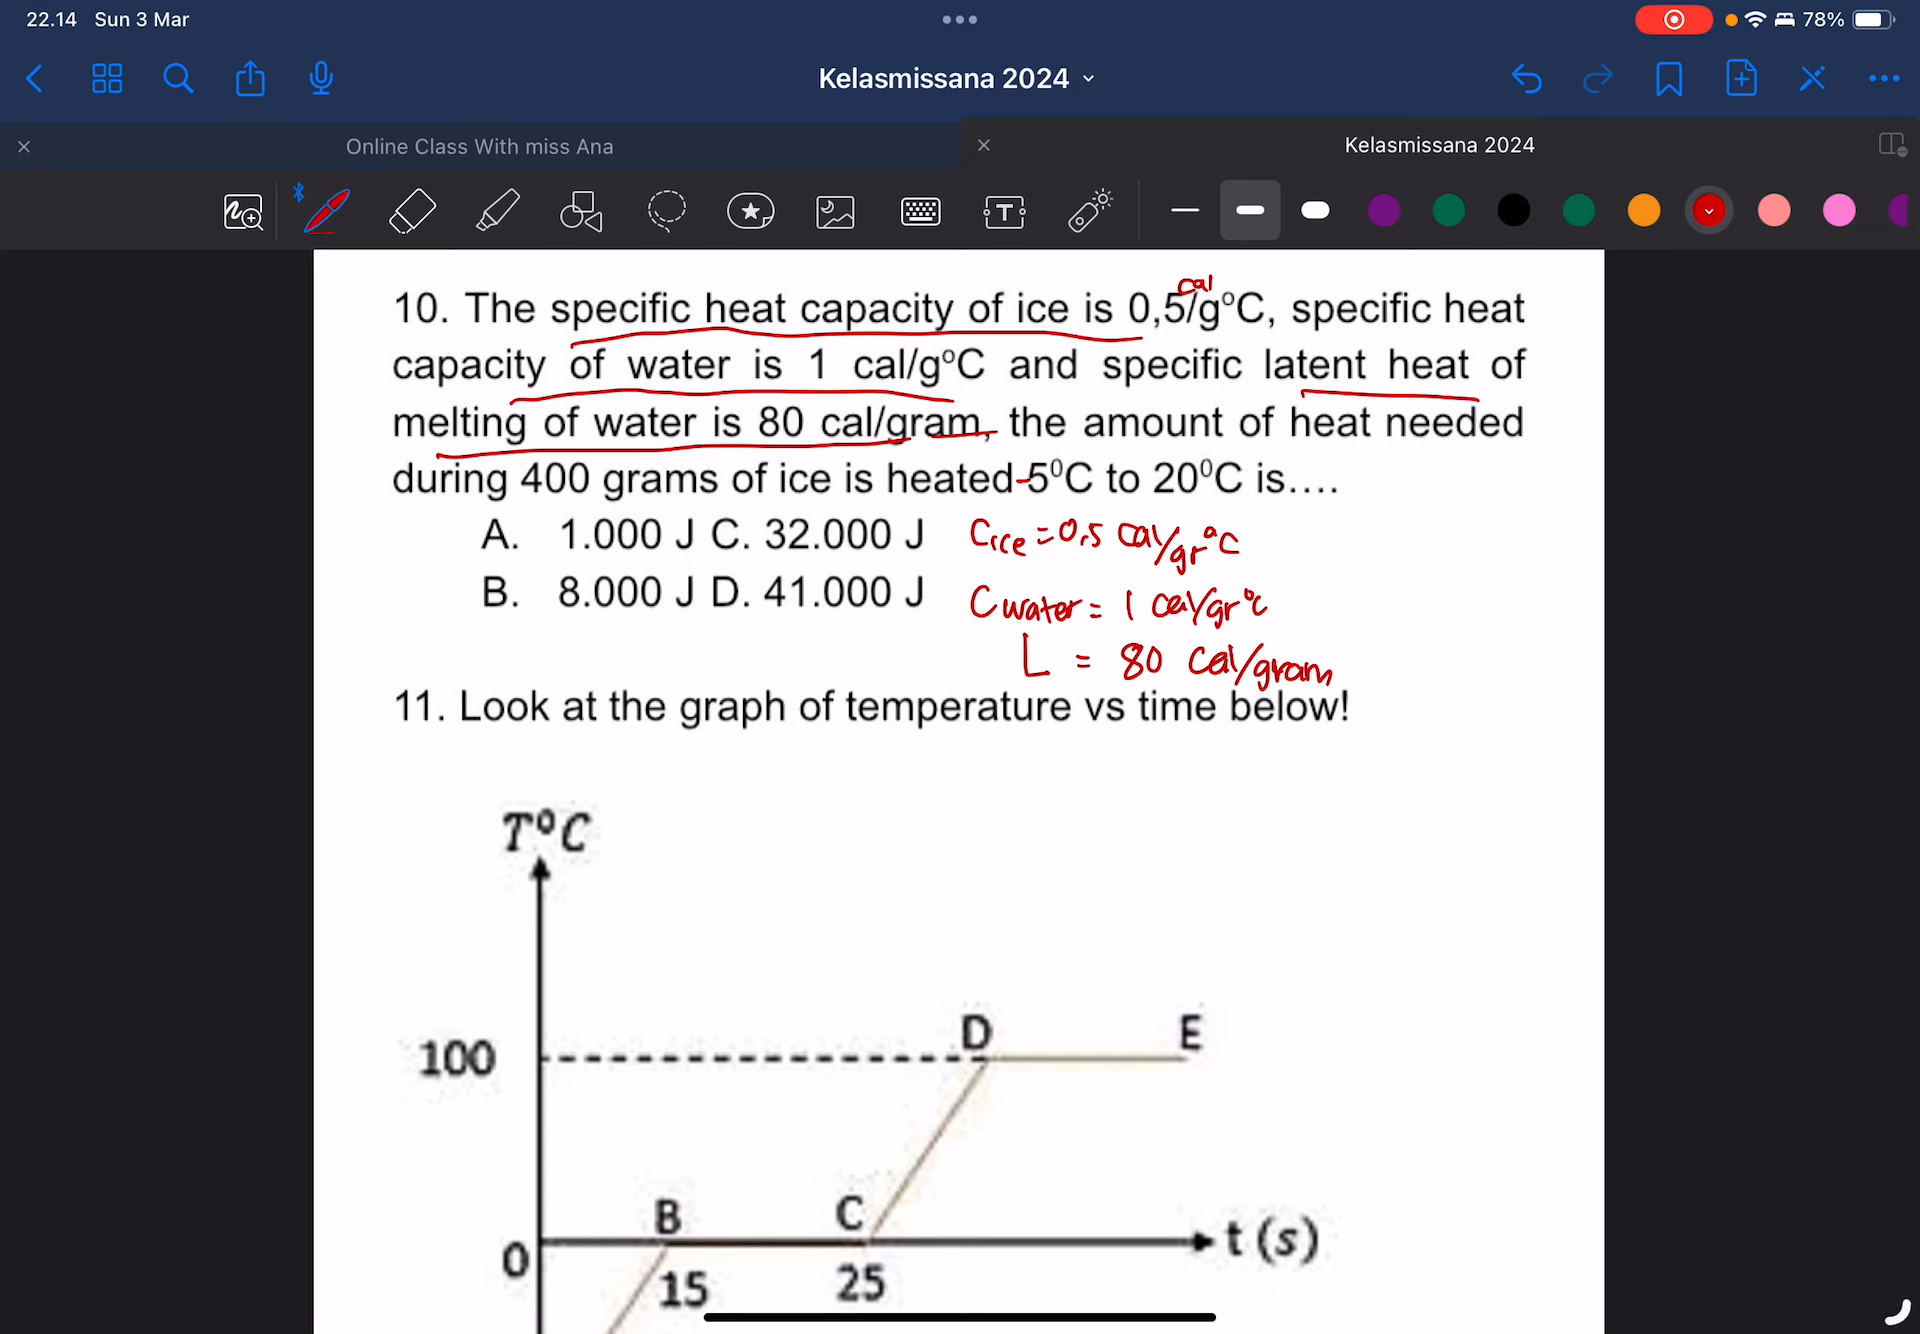 22.14 Sun 3 Mar
78%
Kelasmissana 2024
Online Class With miss Ana
Kelasmissana 2024
cal
10. The specific heat capacity of ice is 0,5/g°C, specific heat
capacity of water is 1 cal/g°C and specific latent heat of
melting of water is 80 cal/gram, the amount of heat needed
during 400 grams of ice is heated-5⁰C to 20⁰C is....
A. 1.000 J C. 32.000 J
B. 8.000 J D. 41.000 J
Cice = 0,5 cal/gr°C
Cwater = 1 cal/gr°C
L = 80 cal/gram
11. Look at the graph of temperature vs time below!
T⁰C
D E
100
B C
0 t (s)
15 25